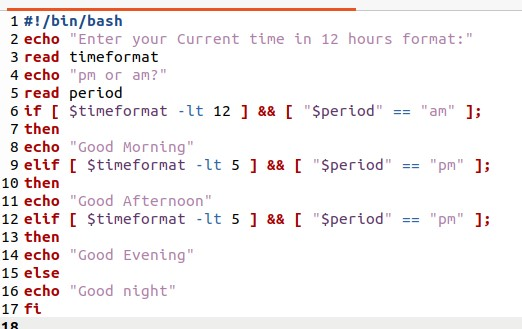 1 #!/bin/bash
2 echo "Enter your Current time in 12 hours format:"
3 read timeformat
4 echo "pm or am?"
5 read period
6 if [ $timeformat -lt 12 ] && [ "$period" == "am" ];
7 then
8 echo "Good Morning"
9 elif [ $timeformat -lt 5 ] && [ "$period" == "pm" ];
10 then
11 echo "Good Afternoon"
12 elif [ $timeformat -lt 5 ] && [ "$period" == "pm" ];
13 then
14 echo "Good Evening"
15 else
16 echo "Good night"
17 fi
18